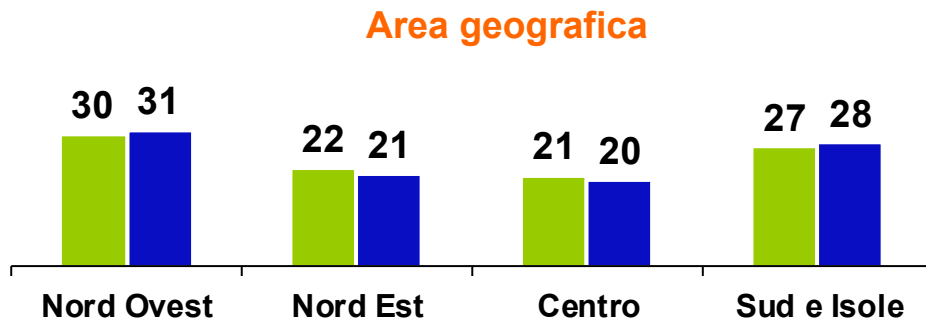 Area geografica
30 31 22 21 21 20 27 28
Nord Ovest Nord Est Centro Sud e Isole